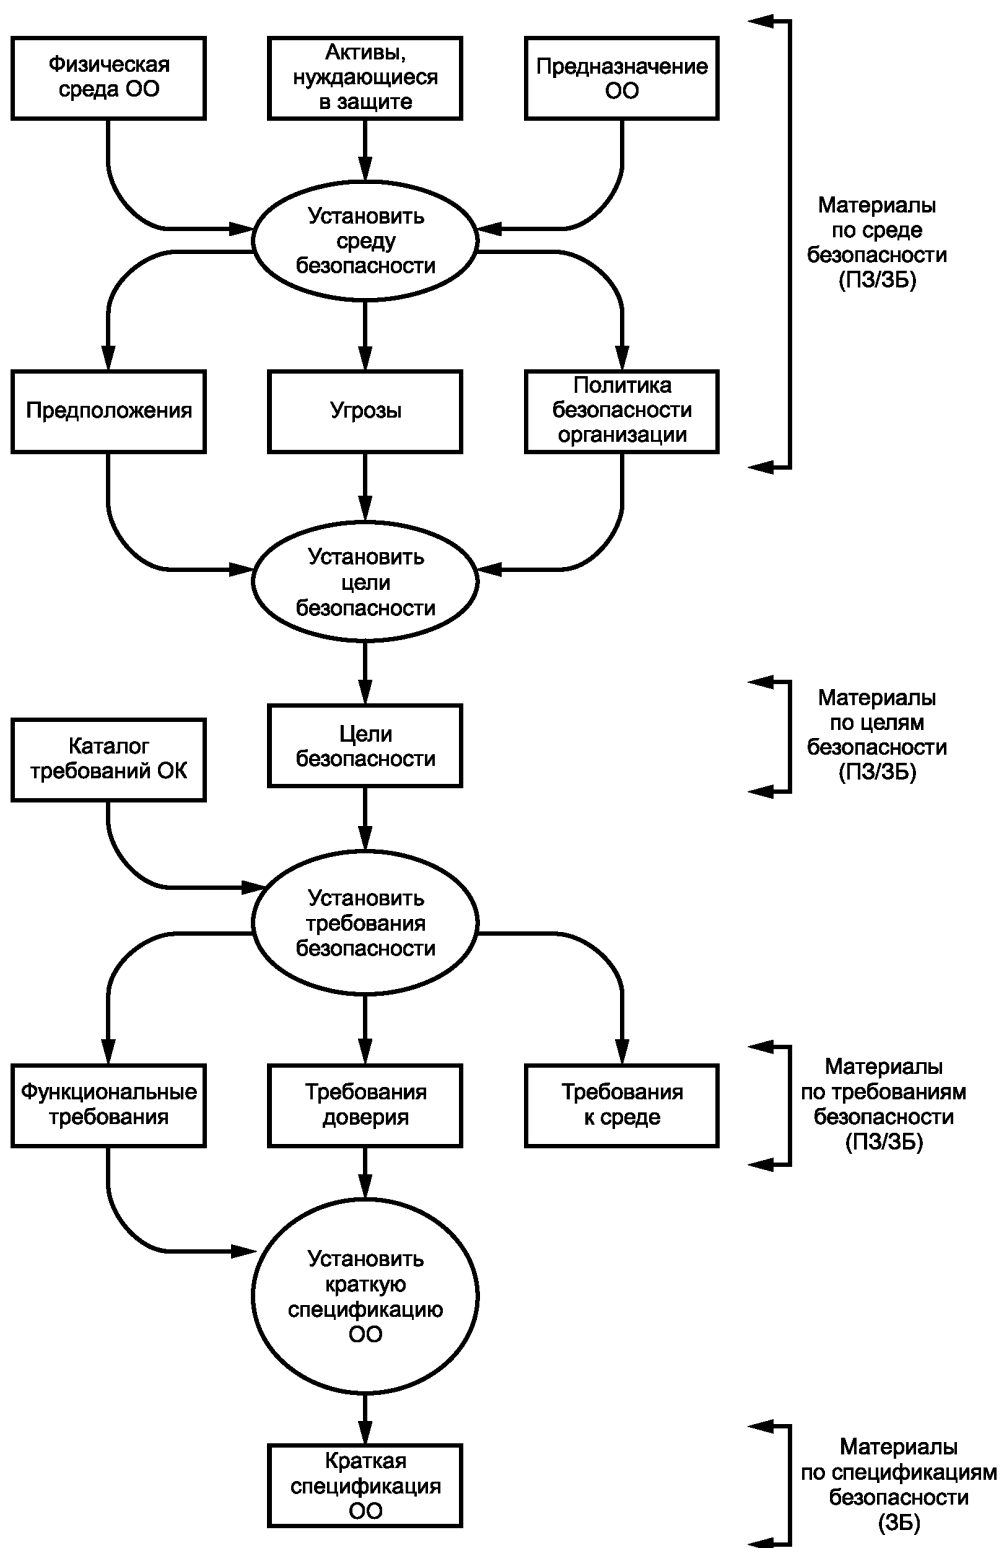 Физическая
среда ОО
Активы,
нуждающиеся
в защите
Предназначение
ОО
Установить
среду
безопасности
Материалы
по среде
безопасности
(ПЗ/ЗБ)
Предположения
Угрозы
Политика
безопасности
организации
Установить
цели
безопасности
Цели
безопасности
Материалы
по целям
безопасности
(ПЗ/ЗБ)
Каталог
требований ОК
Установить
требования
безопасности
Функциональные
требования
Требования
доверия
Требования
к среде
Материалы
по требованиям
безопасности
(ПЗ/ЗБ)
Установить
краткую
спецификацию
ОО
Краткая
спецификация
ОО
Материалы
по спецификациям
безопасности
(ЗБ)